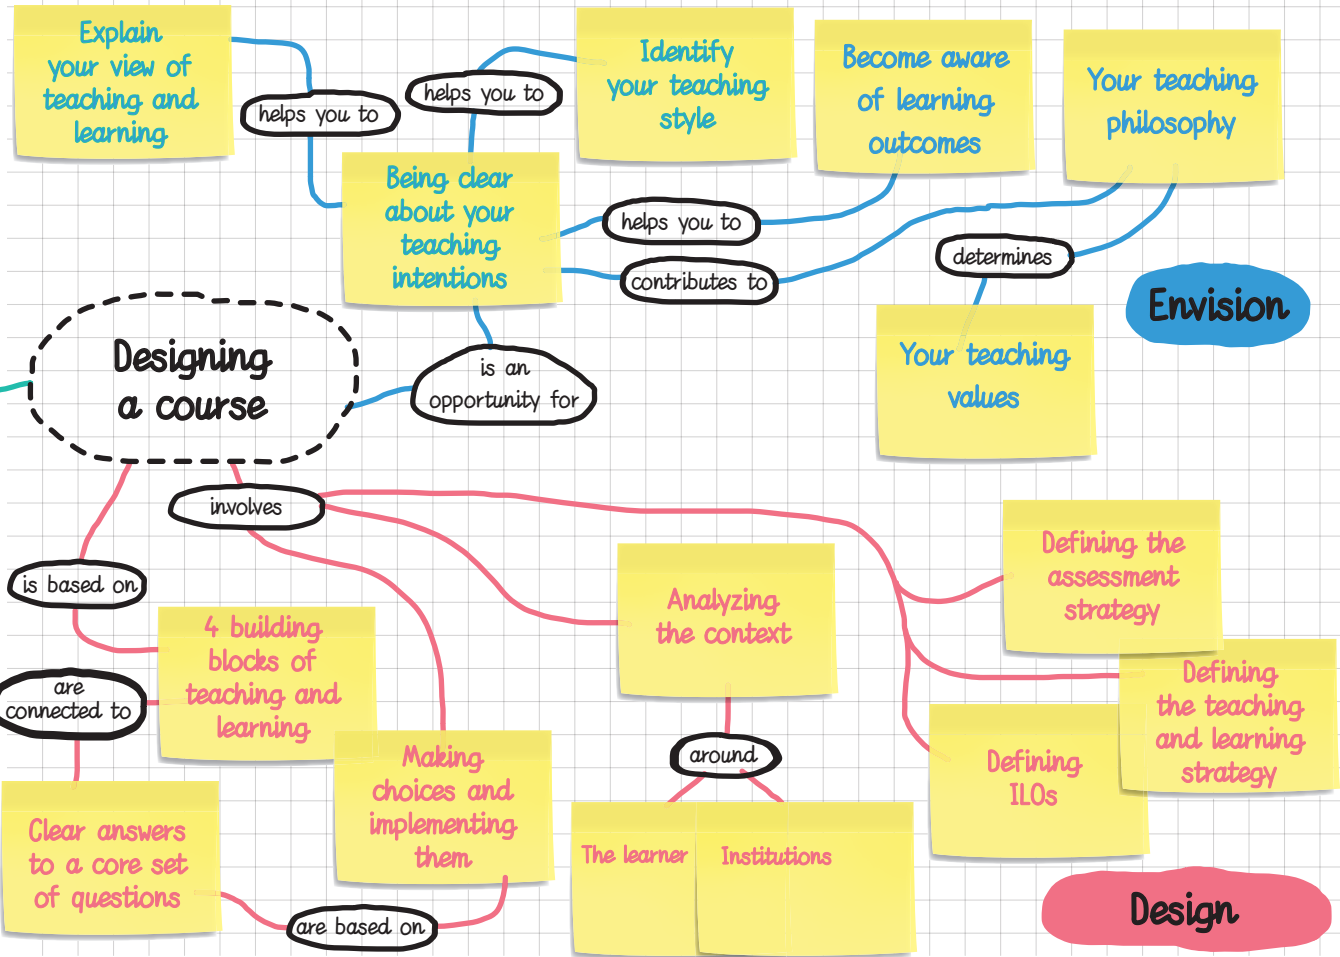 Explain
your view of
teaching and
learning
helps you to
helps you to
Identify
your teaching
style
Become aware
of learning
outcomes
Your teaching
philosophy
Being clear
about your
teaching
intentions
helps you to
contributes to
determines
Envision
Your teaching
values
is an
opportunity for
Designing
a course
involves
is based on
4 building
blocks of
teaching and
learning
are
connected to
Clear answers
to a core set
of questions
are based on
Making
choices and
implementing
them
Analyzing
the context
around
The learner
Institutions
Defining the
assessment
strategy
Defining
the teaching
and learning
strategy
Defining
ILOs
Design